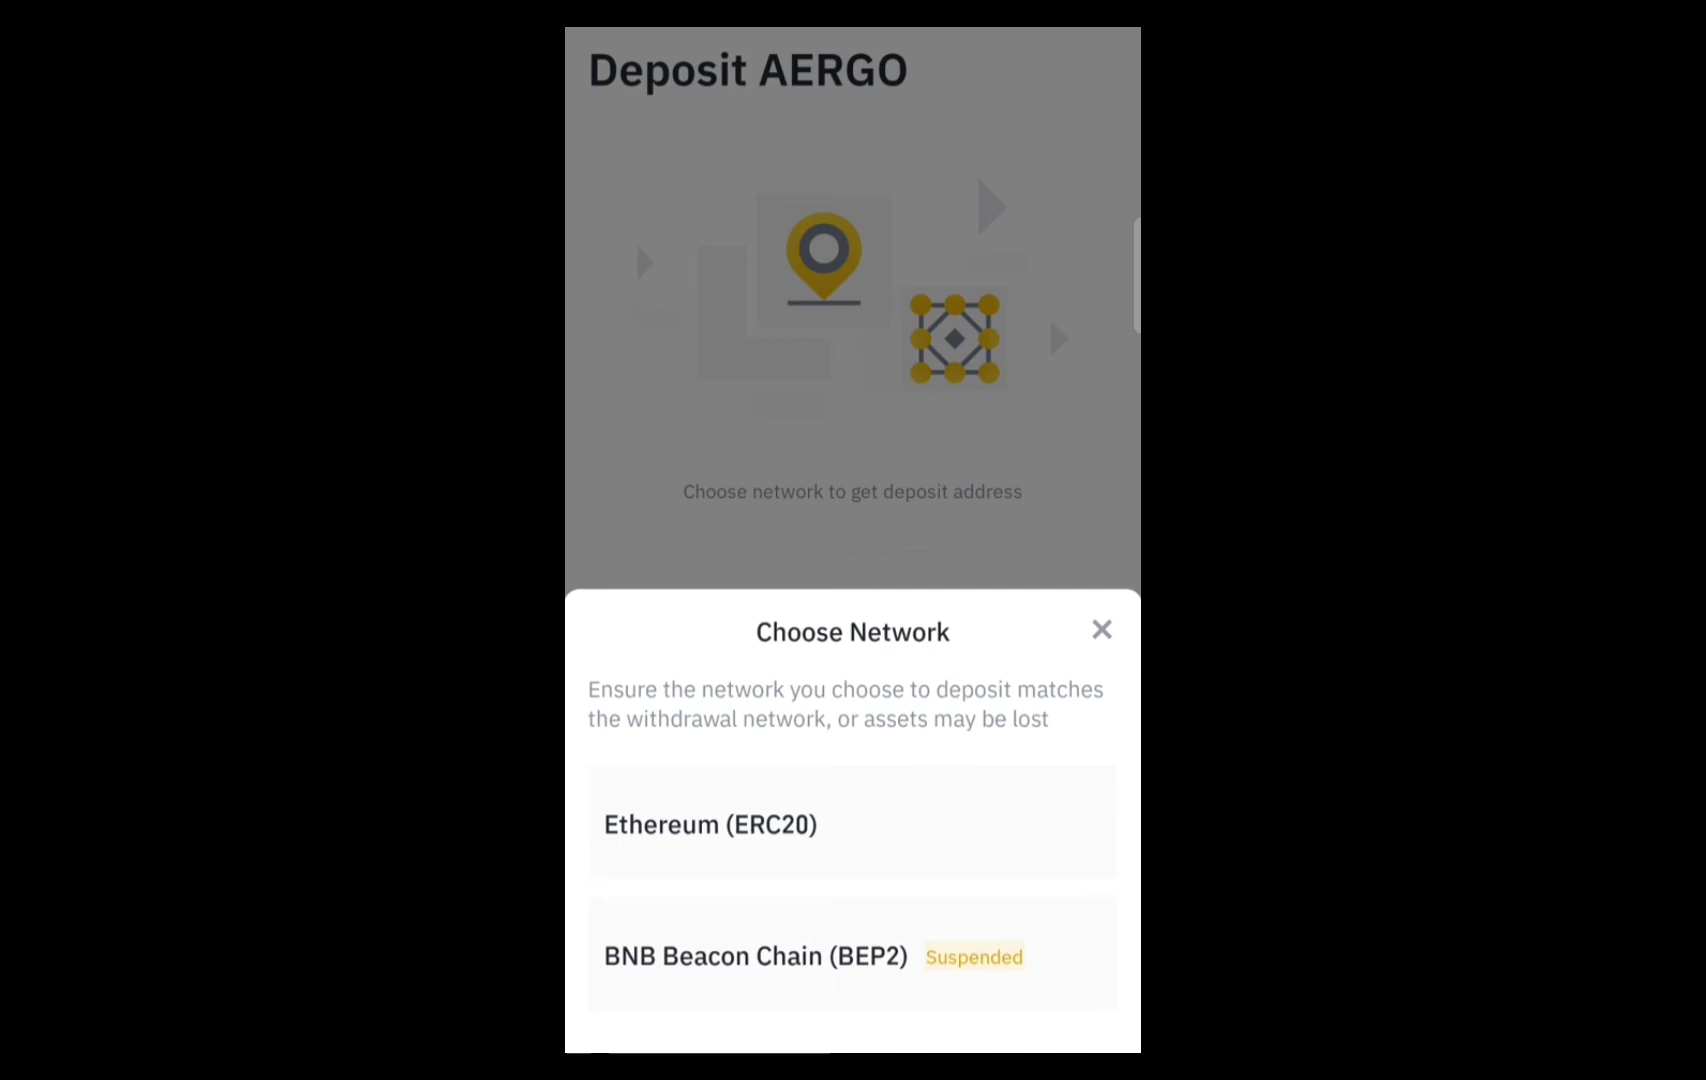 Deposit AERGO
Choose network to get deposit address
Choose Network
Ensure the network you choose to deposit matches
the withdrawal network, or assets may be lost
Ethereum (ERC20)
BNB Beacon Chain (BEP2) Suspended